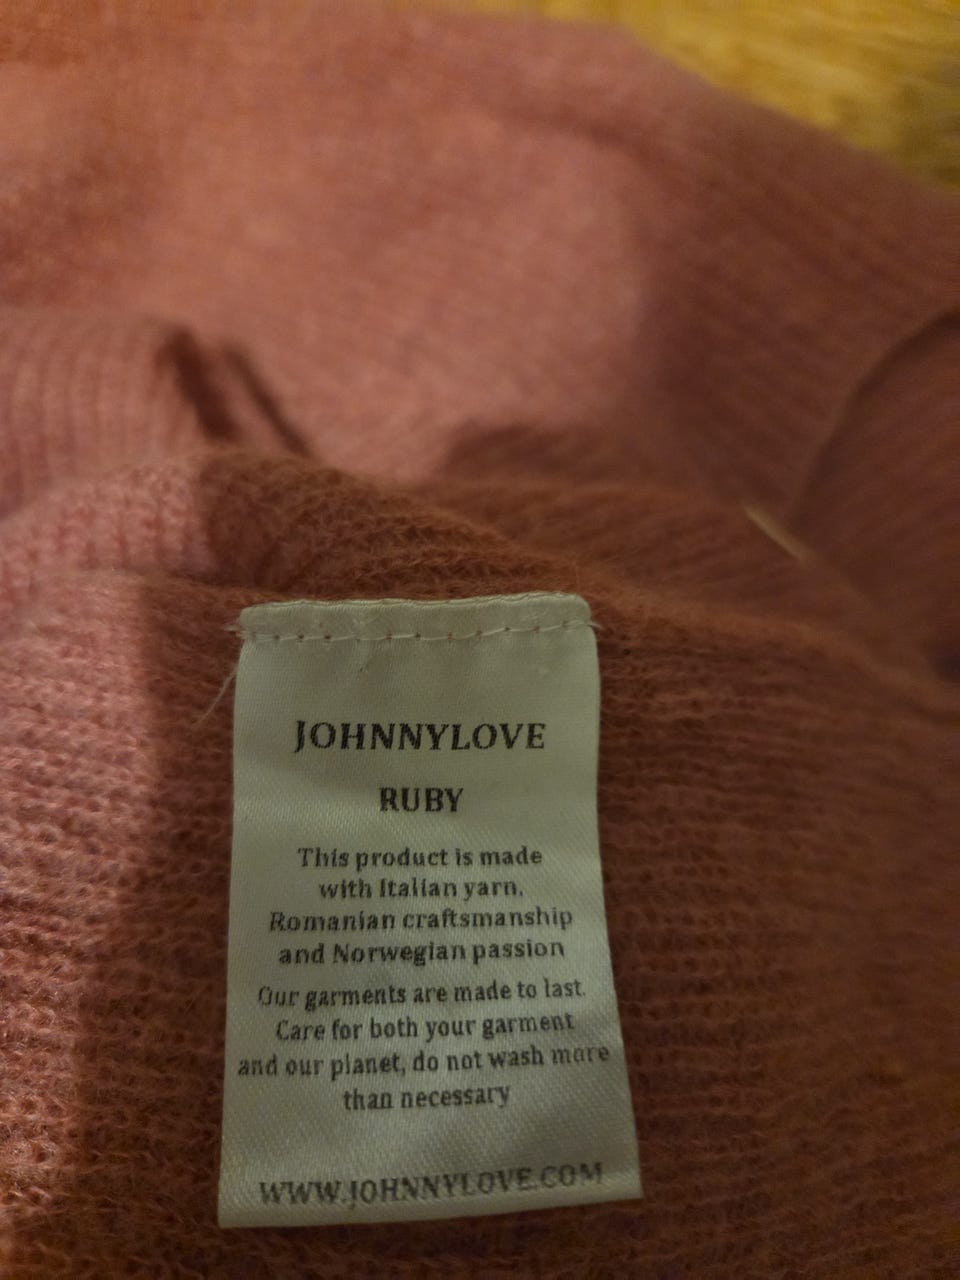 JOHNNYLOVE
RUBY
This product is made
with Italian yarn,
Romanian craftsmanship
and Norwegian passion
Our garments are made to last.
Care for both your garment
and our planet, do not wash more
than necessary
WWW.JOHNNYLOVE.COM